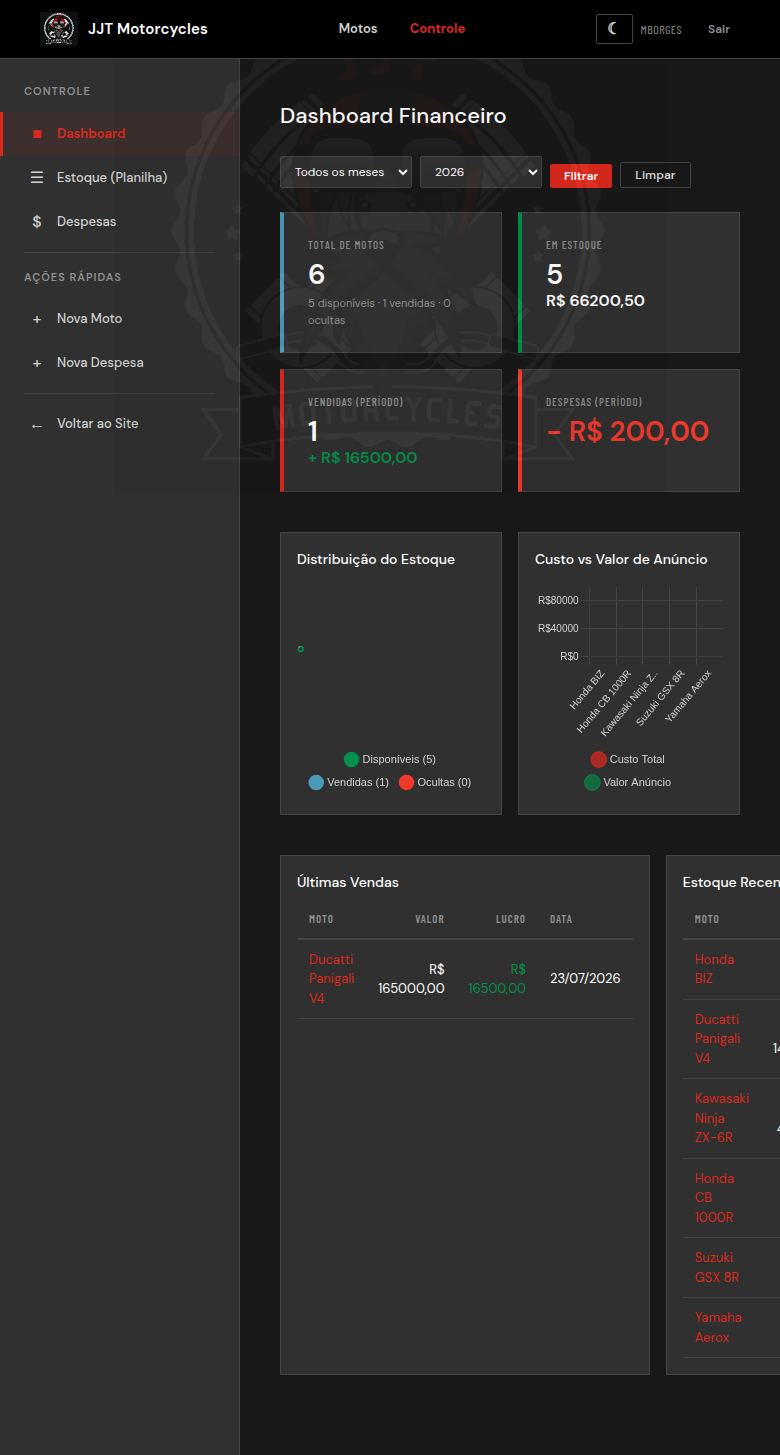 JJT Motorcycles
Motos
Controle
☾
MBORGES
Sair
CONTROLE
Dashboard
Estoque (Planilha)
$ Despesas
AÇÕES RÁPIDAS
+ Nova Moto
+ Nova Despesa
← Voltar ao Site
JJT
MOTORCYCLES
Dashboard Financeiro
Todos os meses
2026
Filtrar
Limpar
TOTAL DE MOTOS
6
5 disponíveis · 1 vendidas · 0
ocultas
EM ESTOQUE
5
R$ 66200,50
VENDIDAS (PERÍODO)
1
+ R$ 16500,00
DESPESAS (PERÍODO)
− R$ 200,00
Distribuição do Estoque
Disponíveis (5)
Vendidas (1)
Ocultas (0)
Custo vs Valor de Anúncio
R$80000
R$40000
R$0
Honda BIZ
Honda CB 1000R
Kawasaki Ninja Z…
Suzuki GSX 8R
Yamaha Aerox
Custo Total
Valor Anúncio
Últimas Vendas
MOTO VALOR LUCRO DATA
Ducatti
Panigali
V4
R$
165000,00
R$
16500,00
23/07/2026
Estoque Recen
MOTO
Honda
BIZ
Ducatti
Panigali
V4
14
Kawasaki
Ninja
ZX-6R
4
Honda
CB
1000R
Suzuki
GSX 8R
Yamaha
Aerox